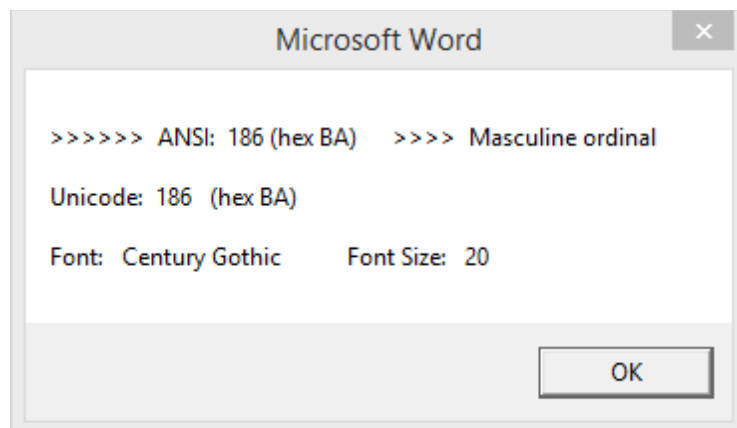 Microsoft Word
>>>>>> ANSI: 186 (hex BA) >>>> Masculine ordinal
Unicode: 186 (hex BA)
Font: Century Gothic Font Size: 20
OK